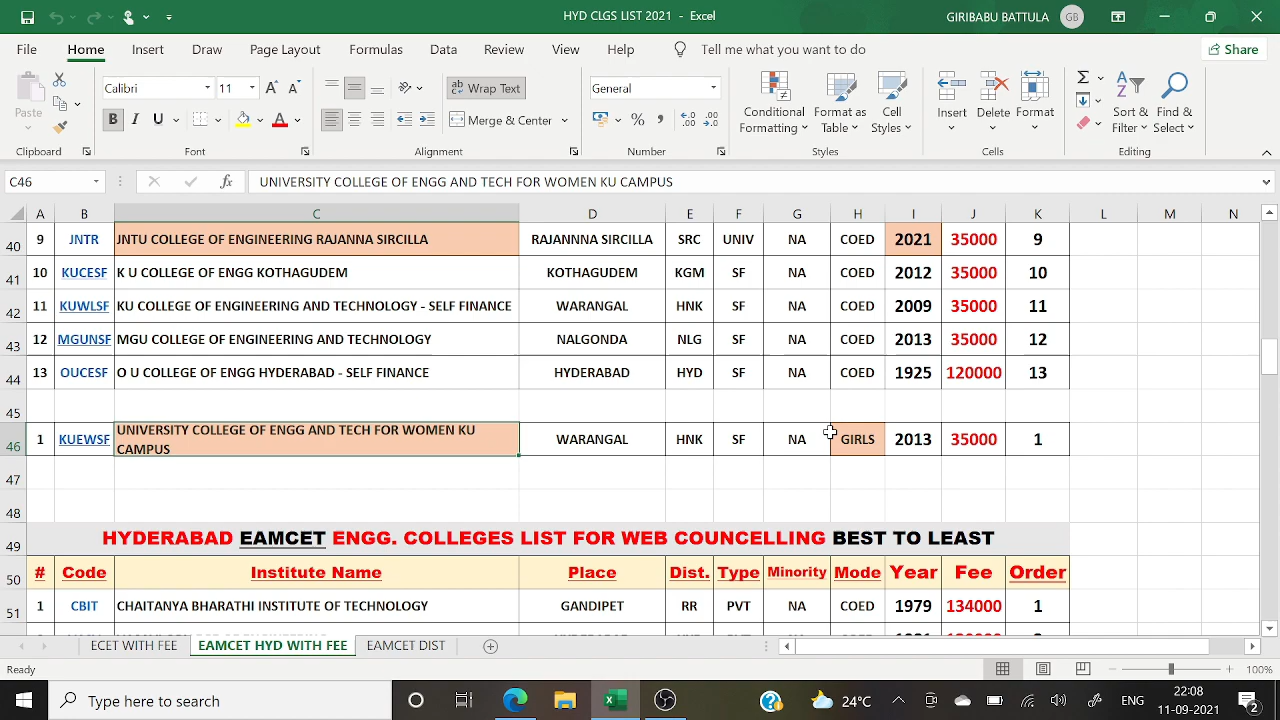 HYD CLGS LIST 2021 - Excel
GIRIBABU BATTULA GB
File Home Insert Draw Page Layout Formulas Data Review View Help Tell me what you want to do Share
Paste Calibri 11 A A ab Wrap Text General Conditional Formatting Format as Table Cell Styles Insert Delete Format Sort & Filter Find & Select
B I U A Merge & Center % ,
Clipboard Font Alignment Number Styles Cells Editing
C46 fx UNIVERSITY COLLEGE OF ENGG AND TECH FOR WOMEN KU CAMPUS
A B C D E F G H I J K L M N
40 9 JNTR JNTU COLLEGE OF ENGINEERING RAJANNA SIRCILLA RAJANNNA SIRCILLA SRC UNIV NA COED 2021 35000 9
41 10 KUCESF K U COLLEGE OF ENGG KOTHAGUDEM KOTHAGUDEM KGM SF NA COED 2012 35000 10
42 11 KUWLSF KU COLLEGE OF ENGINEERING AND TECHNOLOGY - SELF FINANCE WARANGAL HNK SF NA COED 2009 35000 11
43 12 MGUNSF MGU COLLEGE OF ENGINEERING AND TECHNOLOGY NALGONDA NLG SF NA COED 2013 35000 12
44 13 OUCESF O U COLLEGE OF ENGG HYDERABAD - SELF FINANCE HYDERABAD HYD SF NA COED 1925 120000 13
45
46 1 KUEWSF UNIVERSITY COLLEGE OF ENGG AND TECH FOR WOMEN KU CAMPUS WARANGAL HNK SF NA GIRLS 2013 35000 1
47
48
49 HYDERABAD EAMCET ENGG. COLLEGES LIST FOR WEB COUNCELLING BEST TO LEAST
50 # Code Institute Name Place Dist. Type Minority Mode Year Fee Order
51 1 CBIT CHAITANYA BHARATHI INSTITUTE OF TECHNOLOGY GANDIPET RR PVT NA COED 1979 134000 1
ECET WITH FEE EAMCET HYD WITH FEE EAMCET DIST
Ready 100%
Type here to search 24°C ENG 22:08
11-09-2021 2